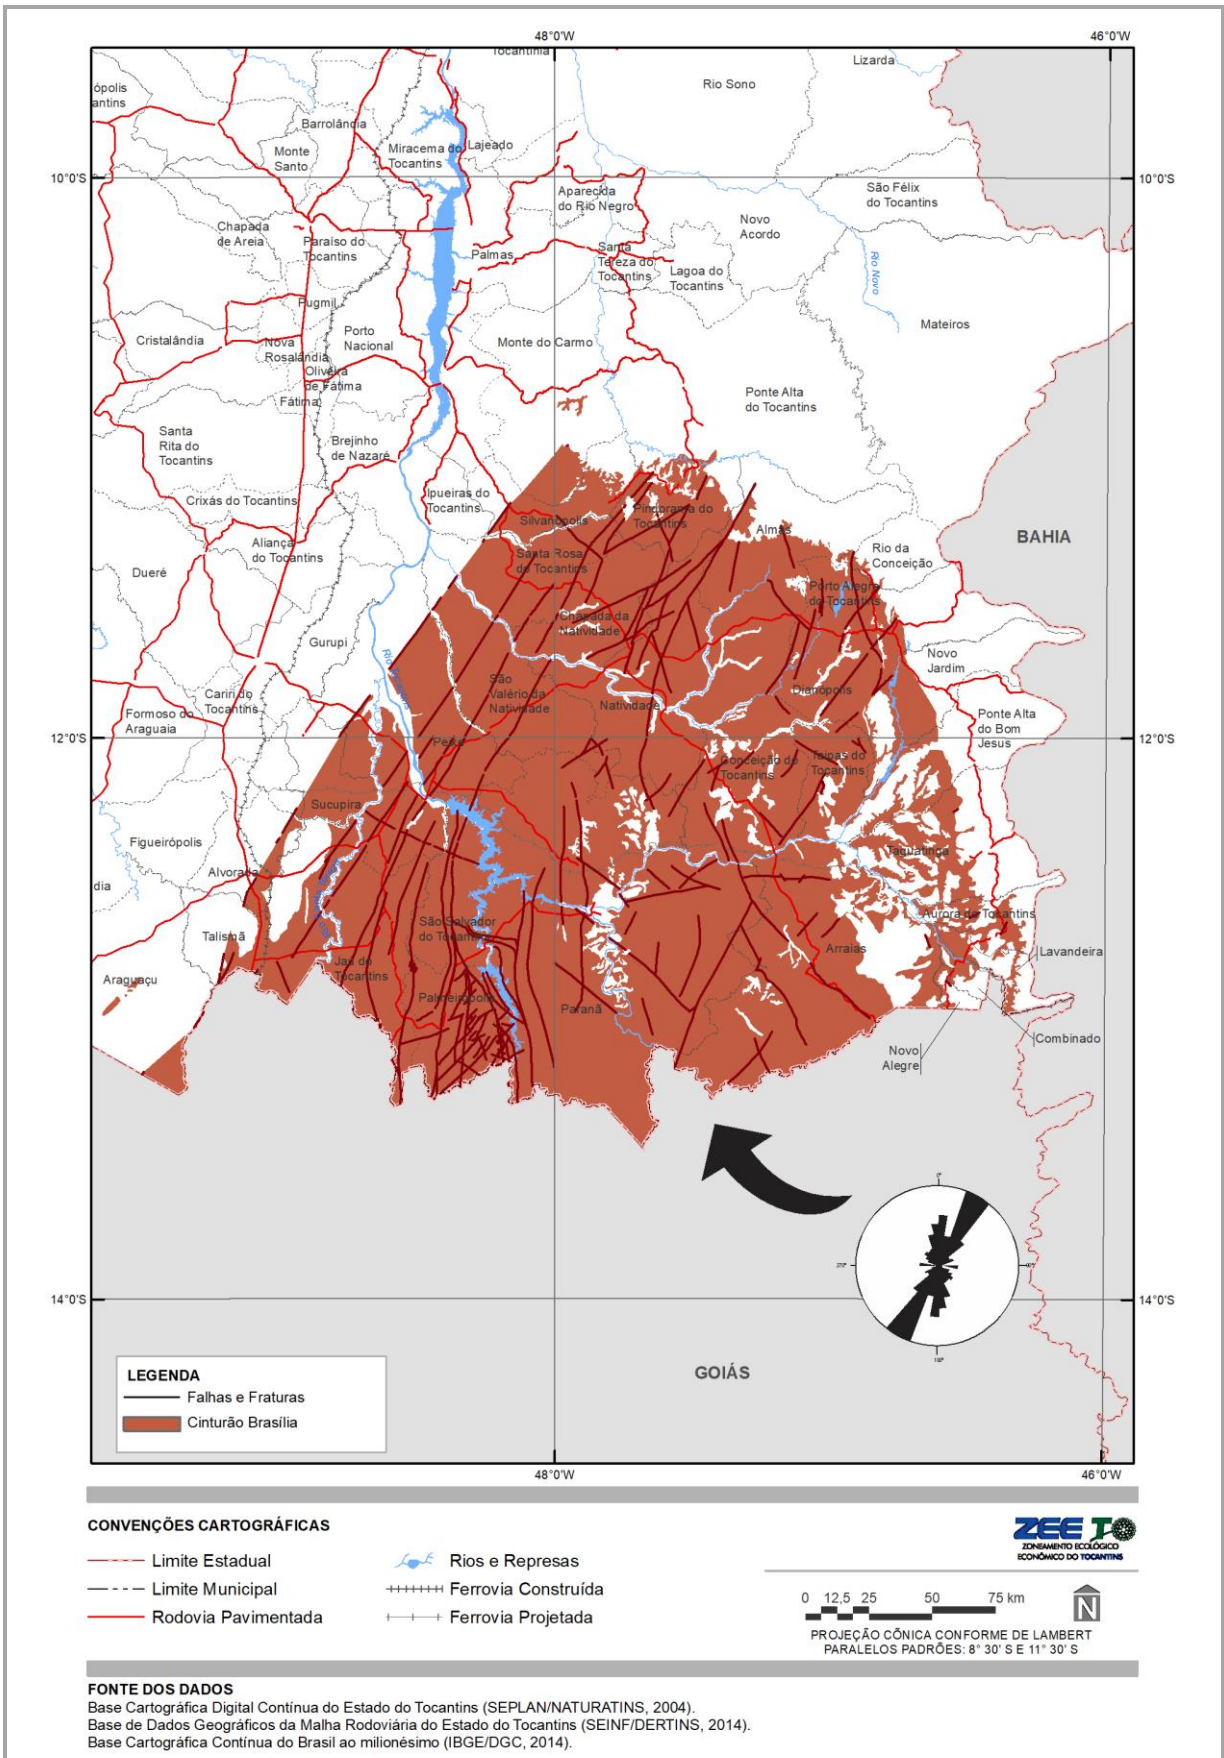 48°0'W
46°0'W
Tocantínia
Lizarda
Rio Sono
ópolis
antins
Barrolândia
Monte
Santo
Miracema do
Tocantins
Lajeado
10°0'S
10°0'S
Aparecida
do Rio Negro
São Félix
do Tocantins
Novo
Acordo
Chapada
de Areia
Paraíso do
Tocantins
Palmas
Santa
Tereza do
Tocantins
Lagoa do
Tocantins
Rio Novo
Pugmil
Mateiros
Cristalândia
Nova
Rosalândia
Porto
Nacional
Monte do Carmo
Oliveira
de Fátima
Fátima
Ponte Alta
do Tocantins
Santa
Rita do
Tocantins
Brejinho
de Nazaré
Crixás do Tocantins
Ipueiras do
Tocantins
Silvanópolis
Pindorama do
Tocantins
Almas
BAHIA
Aliança
do Tocantins
Santa Rosa
do Tocantins
Rio da
Conceição
Dueré
Porto Alegre
do Tocantins
Chapada da
Natividade
Gurupi
Novo
Jardim
São
Valério da
Natividade
Dianópolis
Cariri do
Tocantins
Natividade
Formoso do
Araguaia
Ponte Alta
do Bom
Jesus
12°0'S
12°0'S
Peixe
Conceição do
Tocantins
Taipas do
Tocantins
Sucupira
Figueirópolis
Taguatinga
dia
Alvorada
São Salvador
do Tocantins
Aurora do Tocantins
Talismã
Arraias
Lavandeira
Jaú do
Tocantins
Araguaçu
Palmeirópolis
Paranã
Combinado
Novo
Alegre
0°
270°
90°
180°
14°0'S
14°0'S
GOIÁS
LEGENDA
Falhas e Fraturas
Cinturão Brasília
48°0'W
46°0'W
CONVENÇÕES CARTOGRÁFICAS
Limite Estadual
Limite Municipal
Rodovia Pavimentada
Rios e Represas
Ferrovia Construída
Ferrovia Projetada
ZEE TO
ZONEAMENTO ECOLÓGICO
ECONÔMICO DO TOCANTINS
0 12,5 25 50 75 km
N
PROJEÇÃO CÔNICA CONFORME DE LAMBERT
PARALELOS PADRÕES: 8° 30' S E 11° 30' S
FONTE DOS DADOS
Base Cartográfica Digital Contínua do Estado do Tocantins (SEPLAN/NATURATINS, 2004).
Base de Dados Geográficos da Malha Rodoviária do Estado do Tocantins (SEINF/DERTINS, 2014).
Base Cartográfica Contínua do Brasil ao milionésimo (IBGE/DGC, 2014).